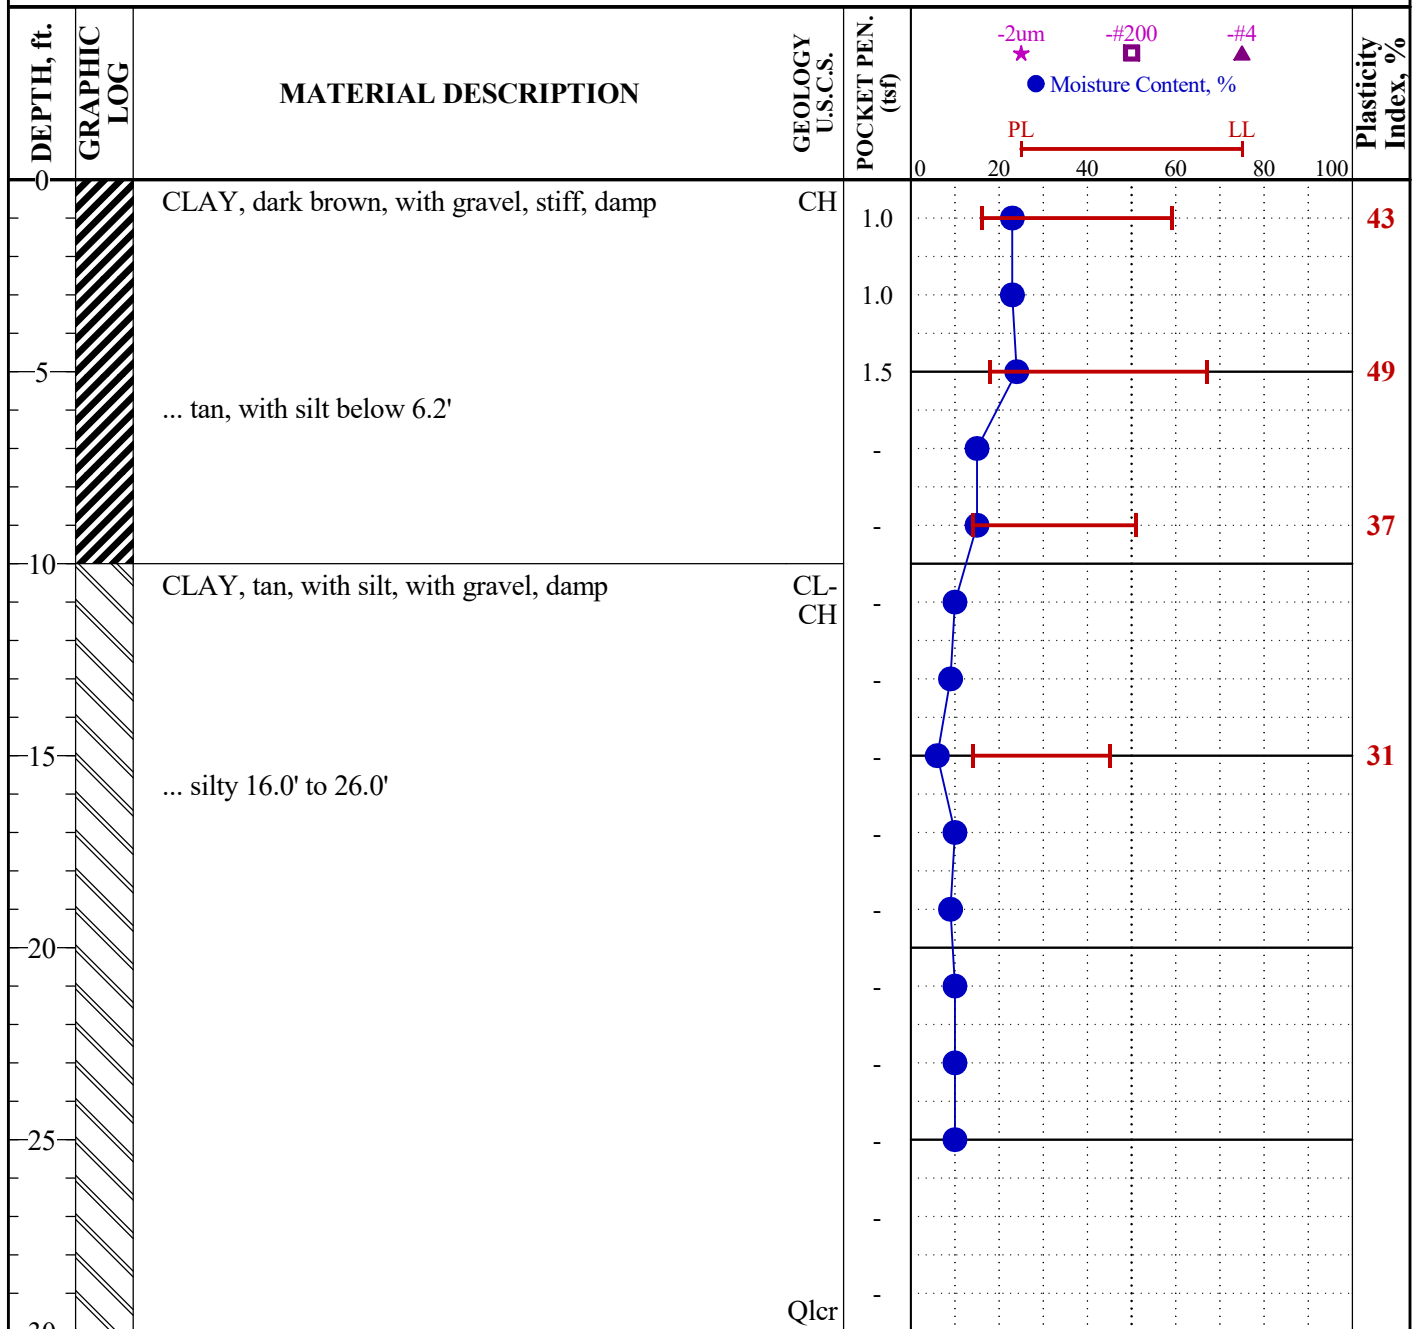 DEPTH, ft.
GRAPHIC
LOG
MATERIAL DESCRIPTION
GEOLOGY
U.S.C.S.
POCKET PEN.
(tsf)
-2um -#200 -#4
Moisture Content, %
PL LL
0 20 40 60 80 100
Plasticity
Index, %
0
CLAY, dark brown, with gravel, stiff, damp CH
1.0 43
1.0
5 1.5 49
... tan, with silt below 6.2'
-
- 37
10
CLAY, tan, with silt, with gravel, damp CL-
CH
-
-
15 - 31
... silty 16.0' to 26.0'
-
-
20
-
-
25 -
-
-
Qlcr
30